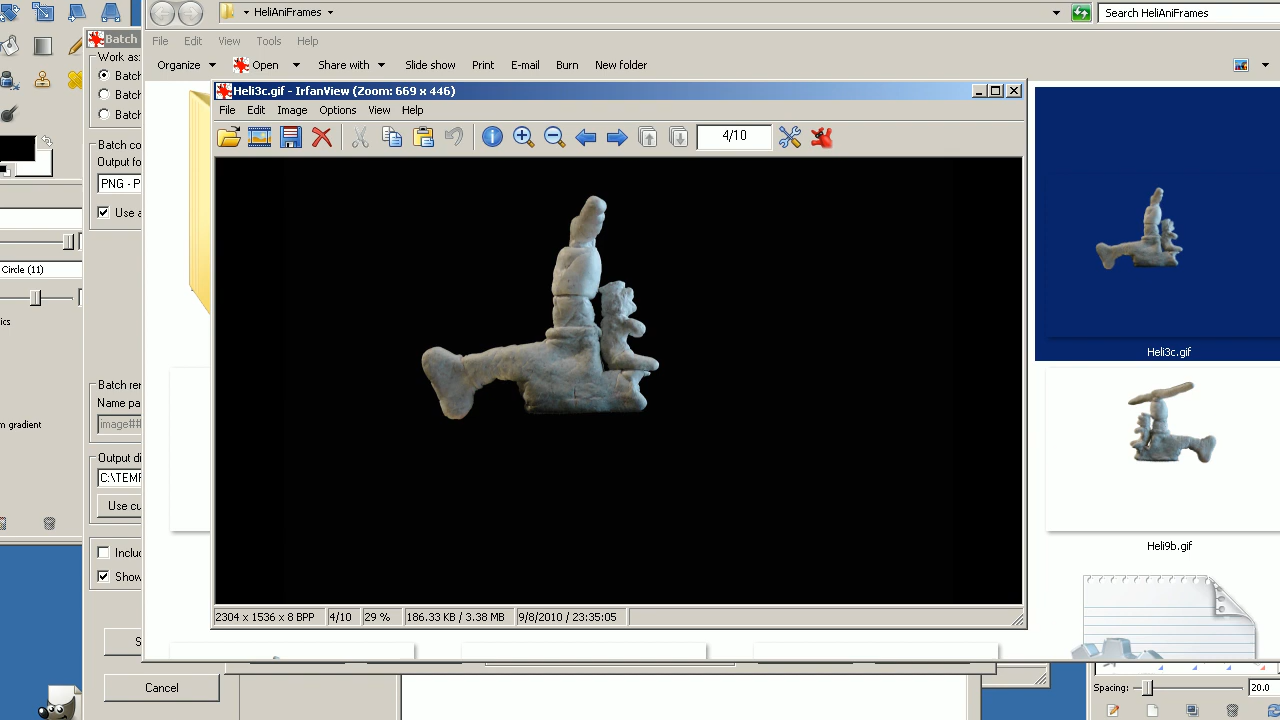 HeliAniFrames
Search HeliAniFrames
Batch
File Edit View Tools Help
Work as:
Organize Open Share with Slide show Print E-mail Burn New folder
Batch
Batch
Batch
Heli3c.gif - IrfanView (Zoom: 669 x 446)
File Edit Image Options View Help
4/10
Batch co
Output fo
PNG - P
Use a
Circle (11)
ics
Heli3c.gif
Batch ren
Name pa
image##
m gradient
Output di
C:\TEMP
Use cu
Heli9b.gif
Includ
Show
2304 x 1536 x 8 BPP 4/10 29 % 186.33 KB / 3.38 MB 9/8/2010 / 23:35:05
S
Cancel
Spacing: 20.0